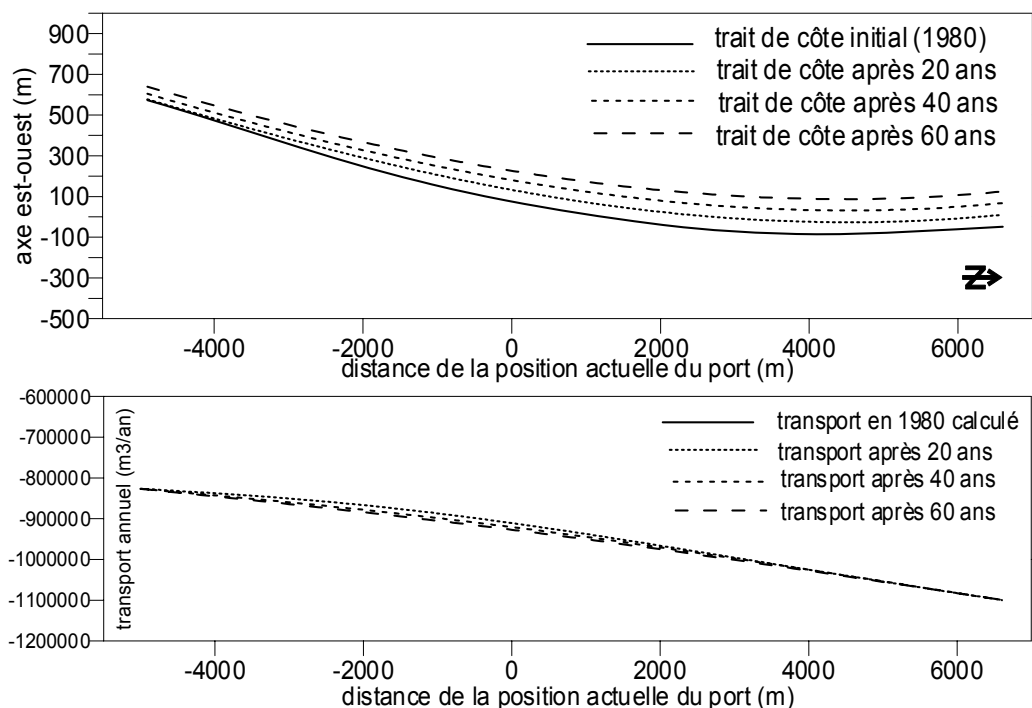 900
700
500
300
100
-100
-300
-500
axe est-ouest (m)
trait de côte initial (1980)
trait de côte après 20 ans
trait de côte après 40 ans
trait de côte après 60 ans
Z
-4000 -2000 0 2000 4000 6000
distance de la position actuelle du port (m)
-600000
-700000
-800000
-900000
-1000000
-1100000
-1200000
transport annuel (m3/an)
transport en 1980 calculé
transport après 20 ans
transport après 40 ans
transport après 60 ans
-4000 -2000 0 2000 4000 6000
distance de la position actuelle du port (m)